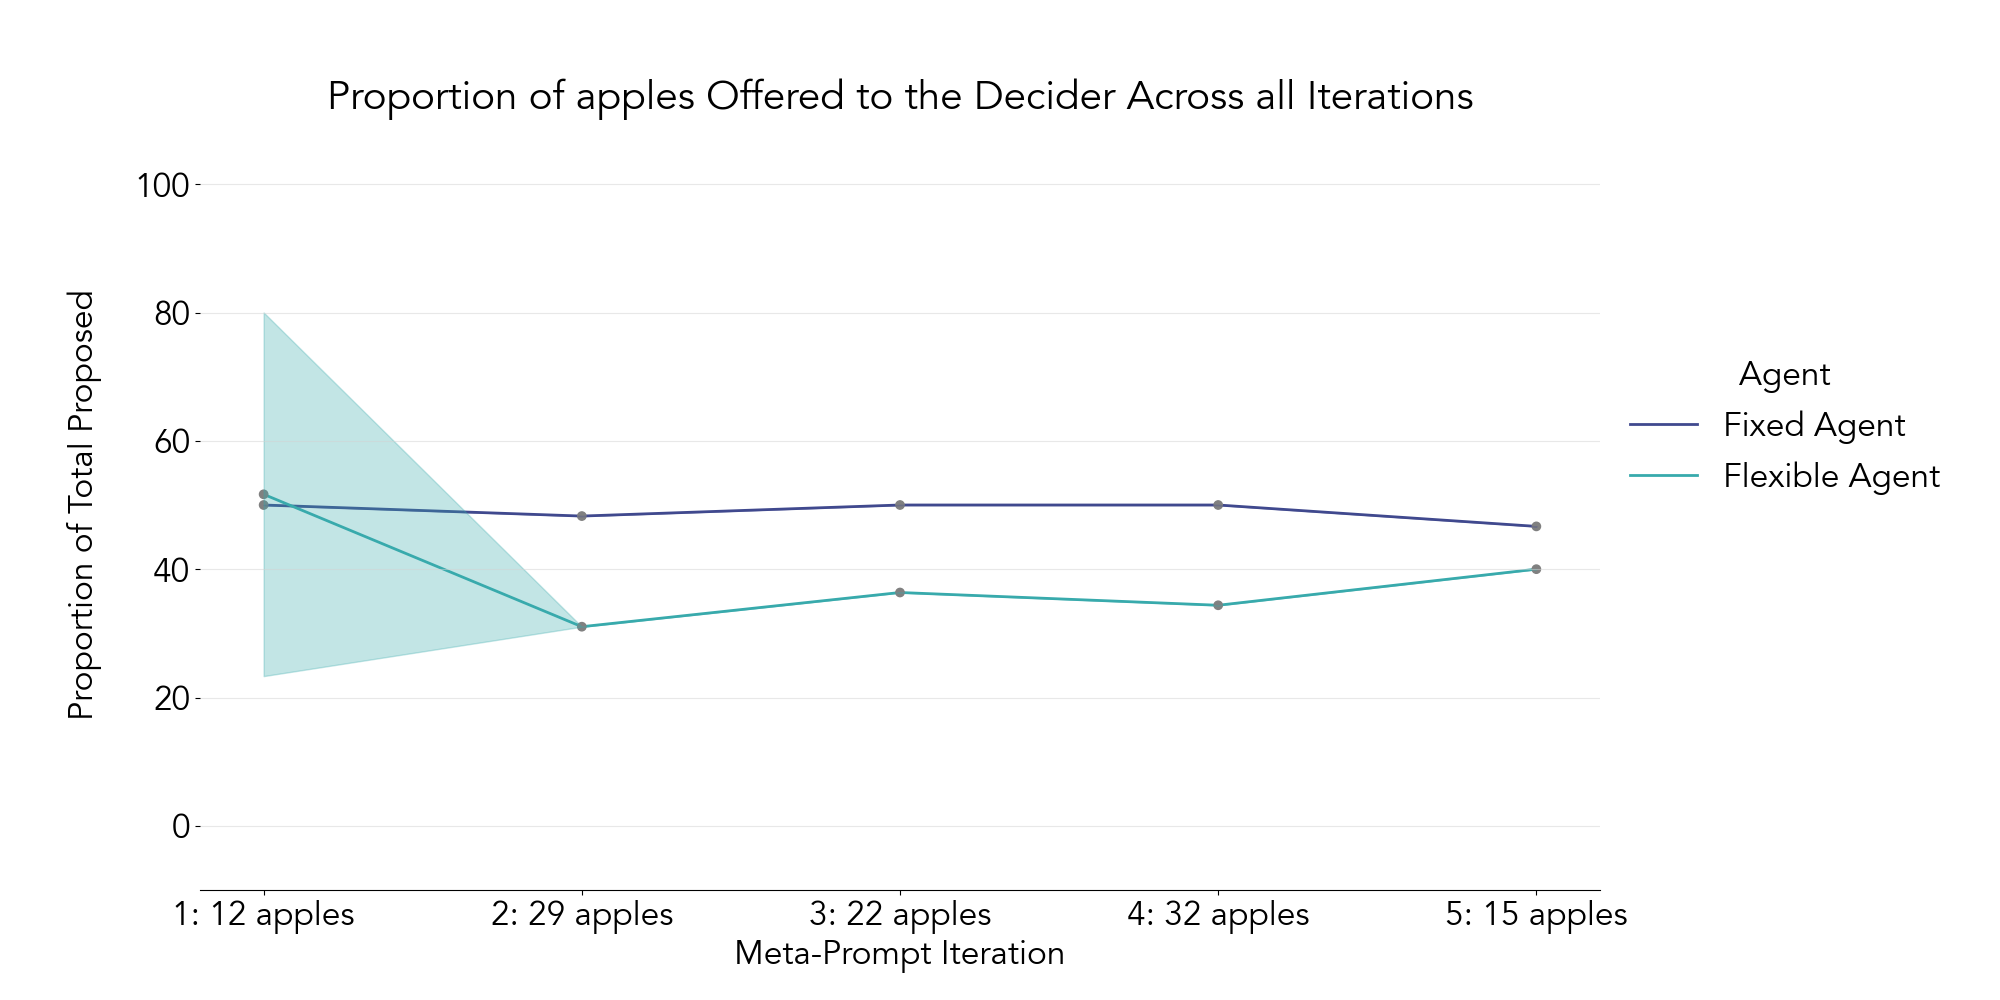 Proportion of apples Offered to the Decider Across all Iterations
Proportion of Total Proposed
100
80
60
40
20
0
1: 12 apples
2: 29 apples
3: 22 apples
4: 32 apples
5: 15 apples
Meta-Prompt Iteration
Agent
Fixed Agent
Flexible Agent